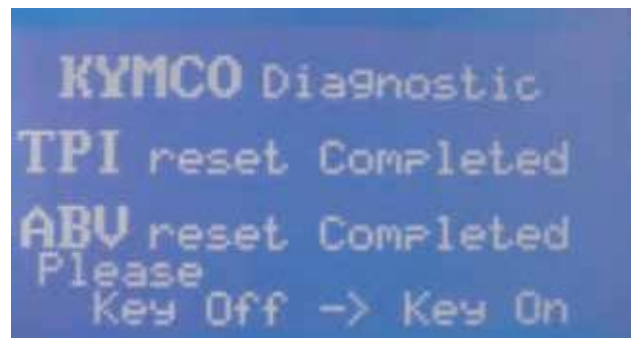 KYMCO Diagnostic
TPI reset Completed
ABV reset Completed
Please
Key Off -> Key On